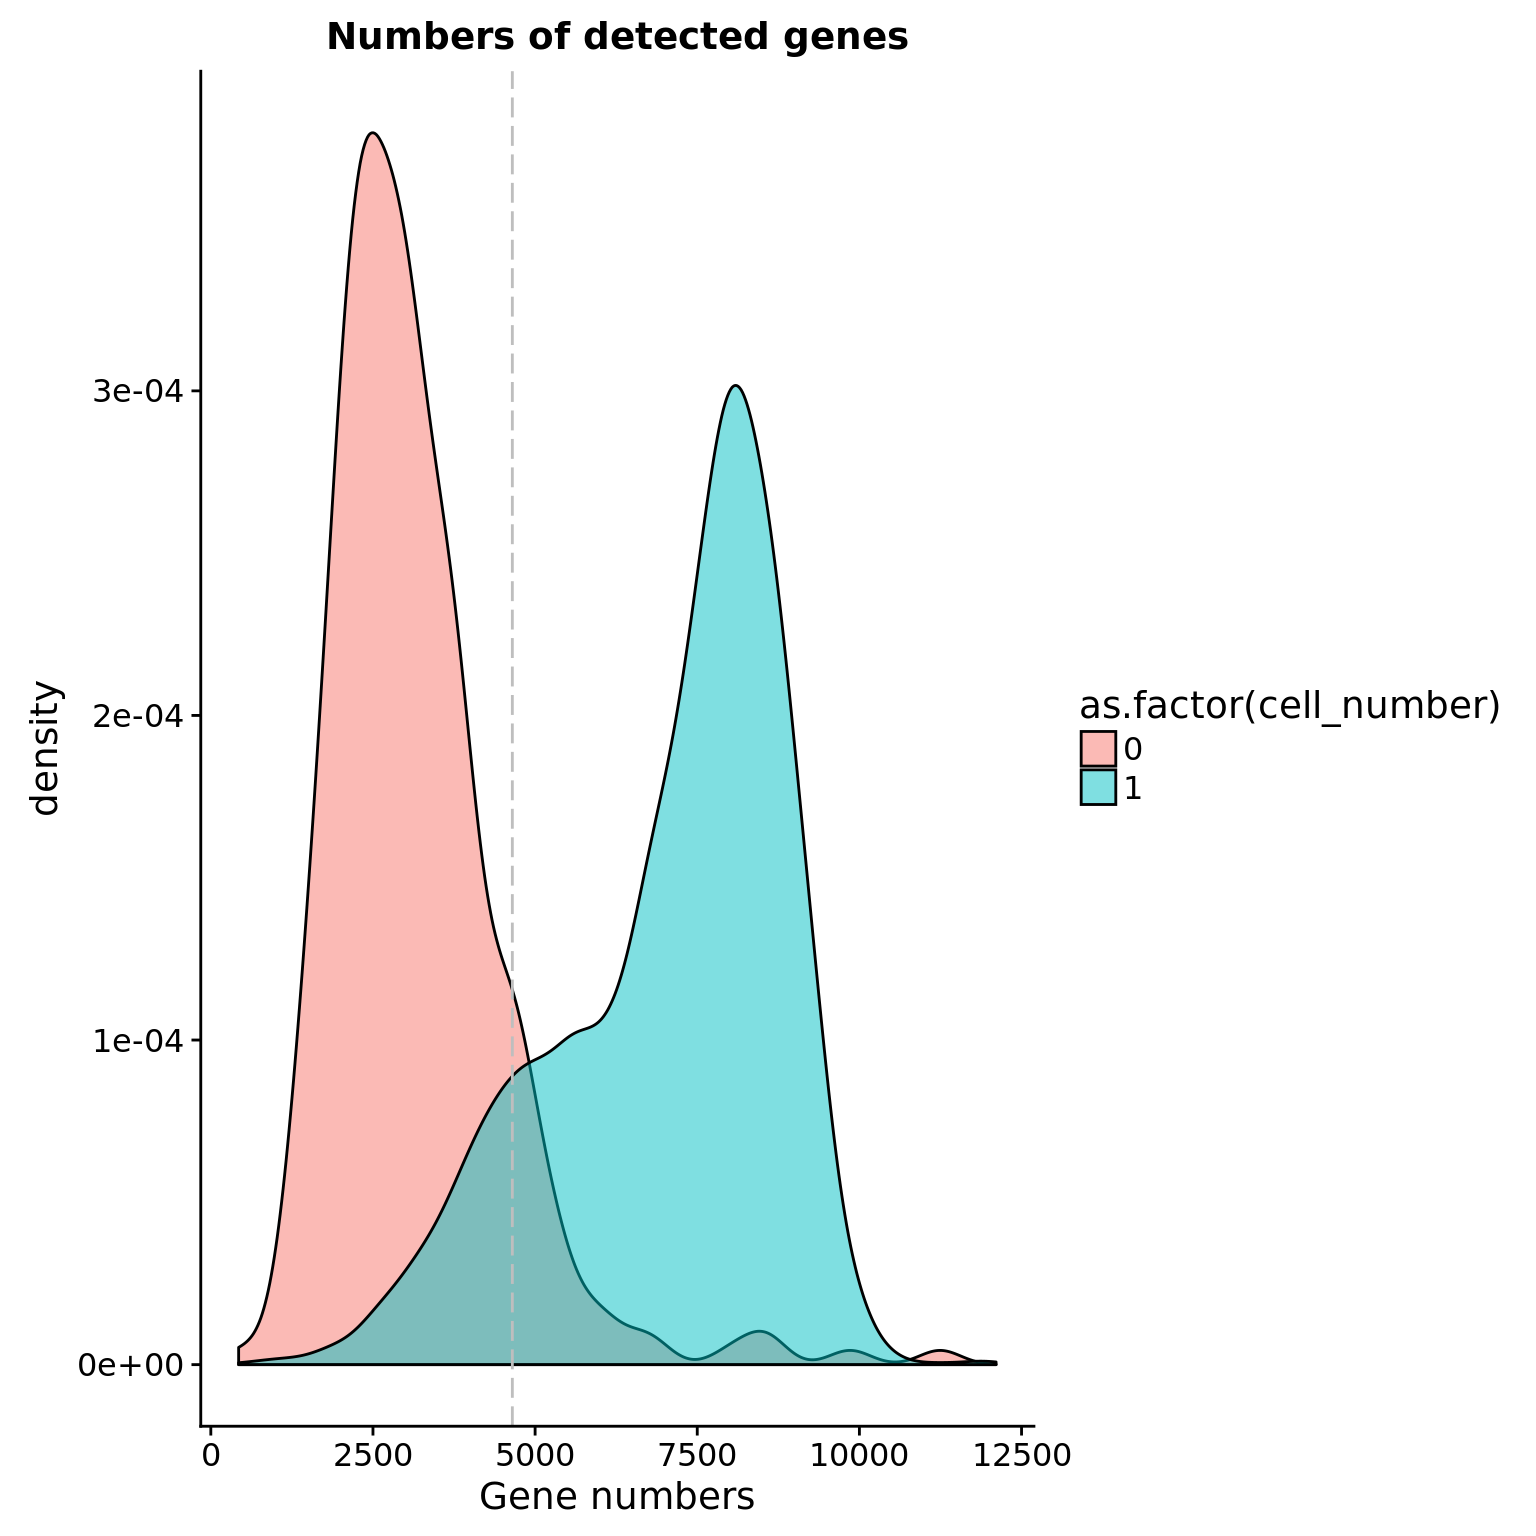 Numbers of detected genes
density
3e-04
2e-04
1e-04
0e+00
0 2500 5000 7500 10000 12500
Gene numbers
as.factor(cell_number)
0
1